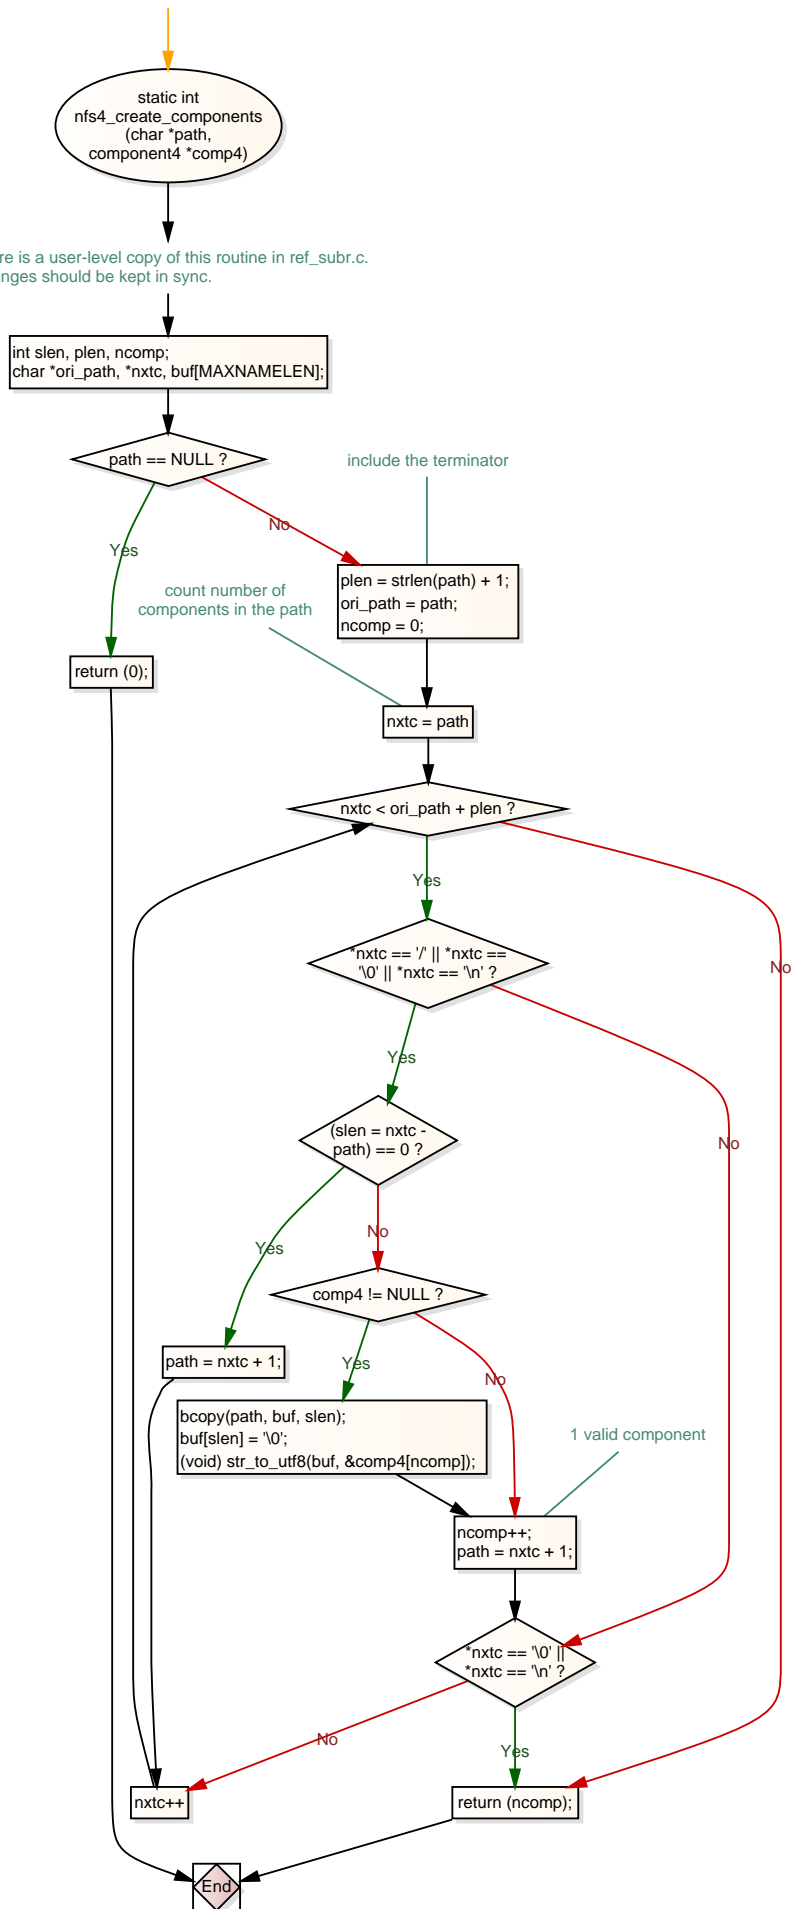 static int
nfs4_create_components
(char *path,
component4 *comp4)
re is a user-level copy of this routine in ref_subr.c.
nges should be kept in sync.
int slen, plen, ncomp;
char *ori_path, *nxtc, buf[MAXNAMELEN];
path == NULL ?
include the terminator
No
Yes
plen = strlen(path) + 1;
ori_path = path;
ncomp = 0;
count number of
components in the path
return (0);
nxtc = path
nxtc < ori_path + plen ?
Yes
*nxtc == '/' || *nxtc ==
'\0' || *nxtc == '\n' ?
No
Yes
(slen = nxtc -
path) == 0 ?
No
No
Yes
comp4 != NULL ?
path = nxtc + 1;
Yes
No
bcopy(path, buf, slen);
buf[slen] = '\0';
(void) str_to_utf8(buf, &comp4[ncomp]);
1 valid component
ncomp++;
path = nxtc + 1;
*nxtc == '\0' ||
*nxtc == '\n' ?
No
Yes
nxtc++
return (ncomp);
End